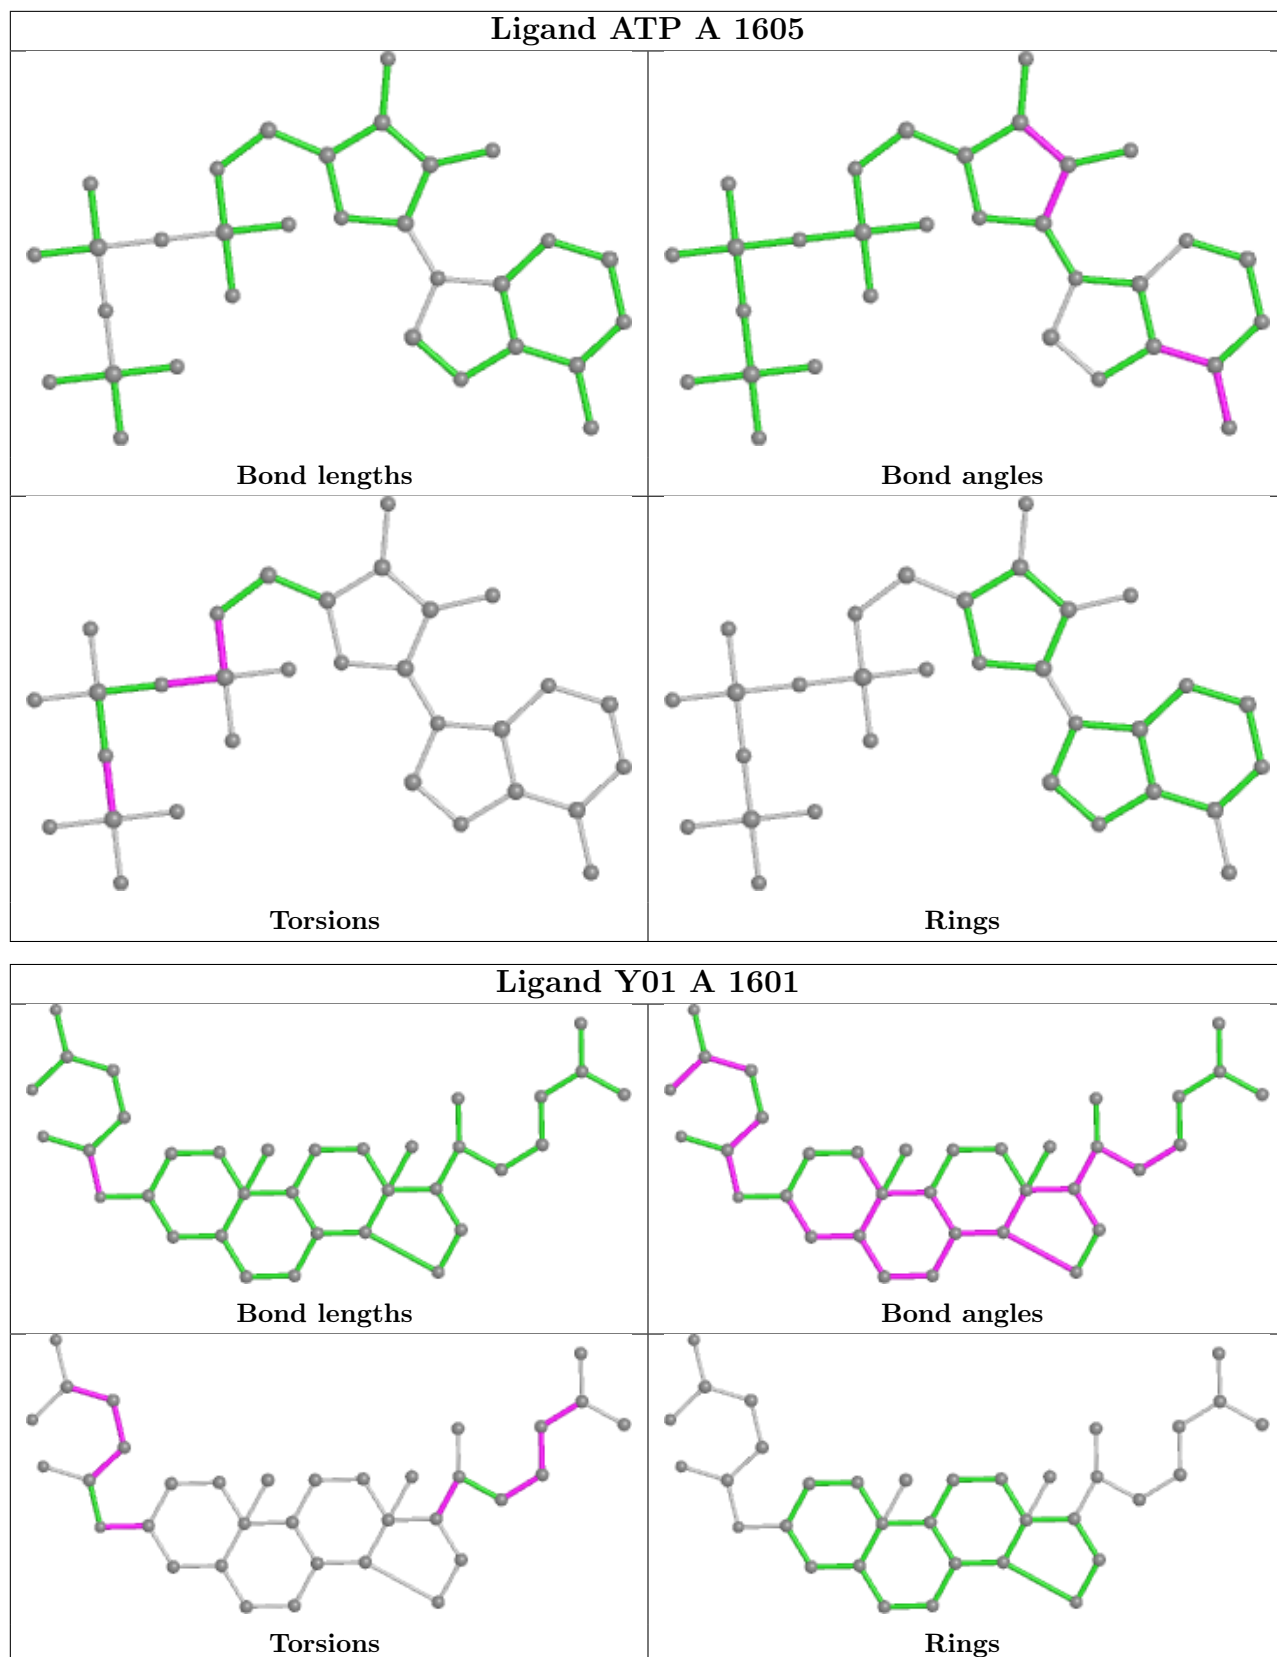 Ligand ATP A 1605
Bond lengths
Bond angles
Torsions
Rings
Ligand Y01 A 1601
Bond lengths
Bond angles
Torsions
Rings